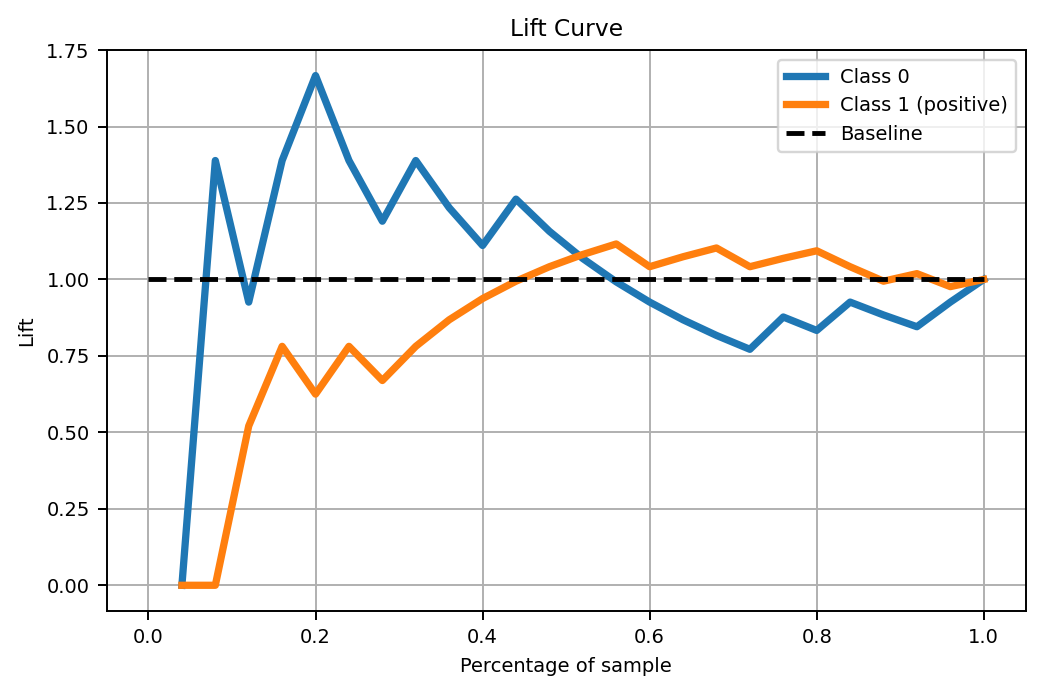 Lift Curve
1.75
1.50
1.25
1.00
0.75
0.50
0.25
0.00
Lift
Class 0
Class 1 (positive)
Baseline
0.0 0.2 0.4 0.6 0.8 1.0
Percentage of sample